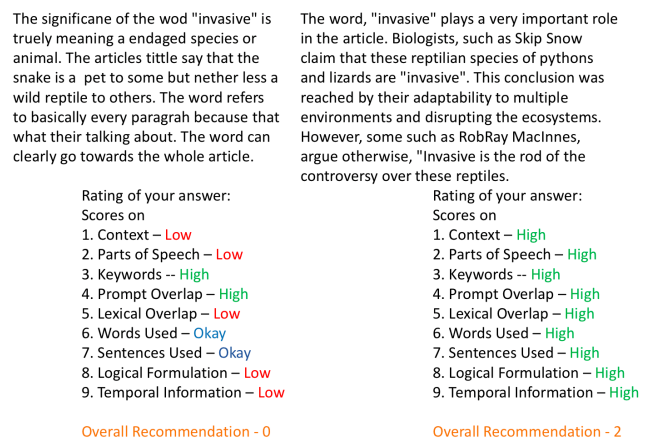 The significane of the wod "invasive" is
truely meaning a endaged species or
animal. The articles tittle say that the
snake is a  pet to some but nether less a
wild reptile to others. The word refers
to basically every paragrah because that
what their talking about. The word can
clearly go towards the whole article.
Rating of your answer:
Scores on
1. Context – Low
2. Parts of Speech – Low
3. Keywords -- High
4. Prompt Overlap – High
5. Lexical Overlap – Low
6. Words Used – Okay
7. Sentences Used – Okay
8. Logical Formulation – Low
9. Temporal Information – Low
Overall Recommendation - 0
The word, "invasive" plays a very important role
in the article. Biologists, such as Skip Snow
claim that these reptilian species of pythons
and lizards are "invasive". This conclusion was
reached by their adaptability to multiple
environments and disrupting the ecosystems.
However, some such as RobRay MacInnes,
argue otherwise, "Invasive is the rod of the
controversy over these reptiles.
Rating of your answer:
Scores on
1. Context – High
2. Parts of Speech – High
3. Keywords -- High
4. Prompt Overlap – High
5. Lexical Overlap – High
6. Words Used – High
7. Sentences Used – High
8. Logical Formulation – High
9. Temporal Information – High
Overall Recommendation - 2